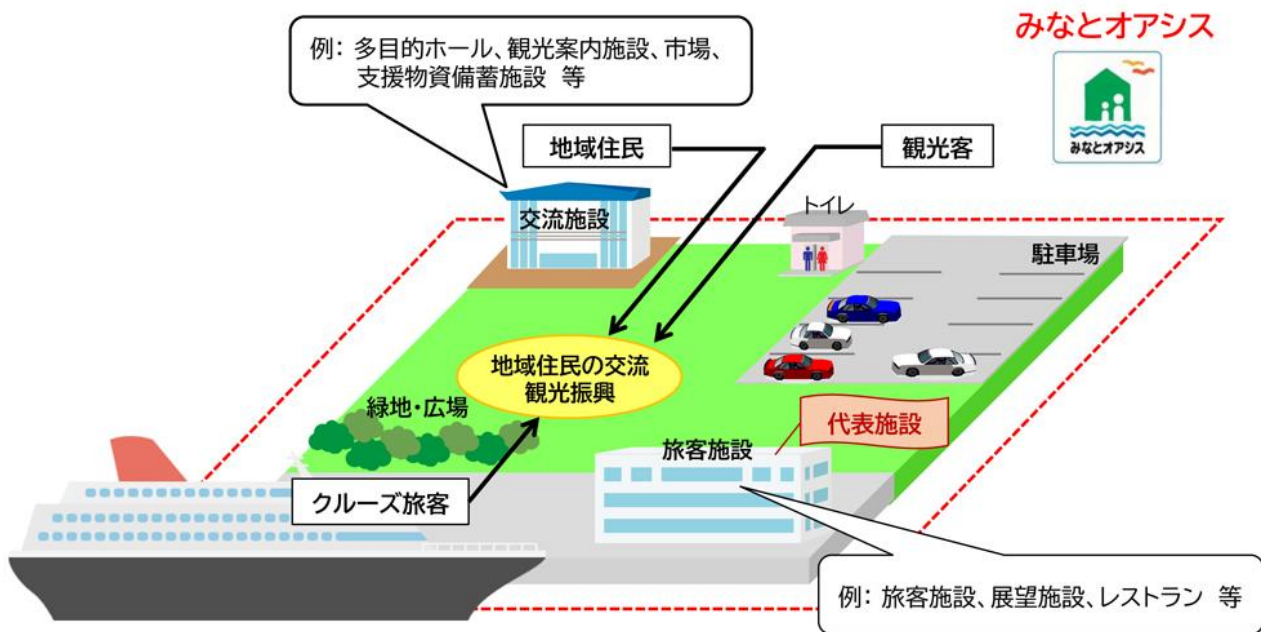 みなとオアシス
みなとオアシス
例: 多目的ホール、観光案内施設、市場、
支援物資備蓄施設 等
地域住民
観光客
交流施設
トイレ
駐車場
地域住民の交流
観光振興
緑地・広場
代表施設
旅客施設
クルーズ旅客
例: 旅客施設、展望施設、レストラン 等